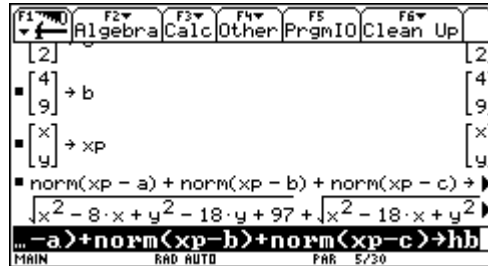 F1 F2 Algebra F3 Calc F4 Other F5 PrgmIO F6 Clean Up
[2] [2
▪ [4 9] → b [4 9
▪ [x y] → xp [x y
▪ norm(xp - a) + norm(xp - b) + norm(xp - c) → ▶
√x² - 8·x + y² - 18·y + 97 + √x² - 18·x + y² ▶
…-a)+norm(xp-b)+norm(xp-c)→hb
MAIN RAD AUTO PAR 5/30